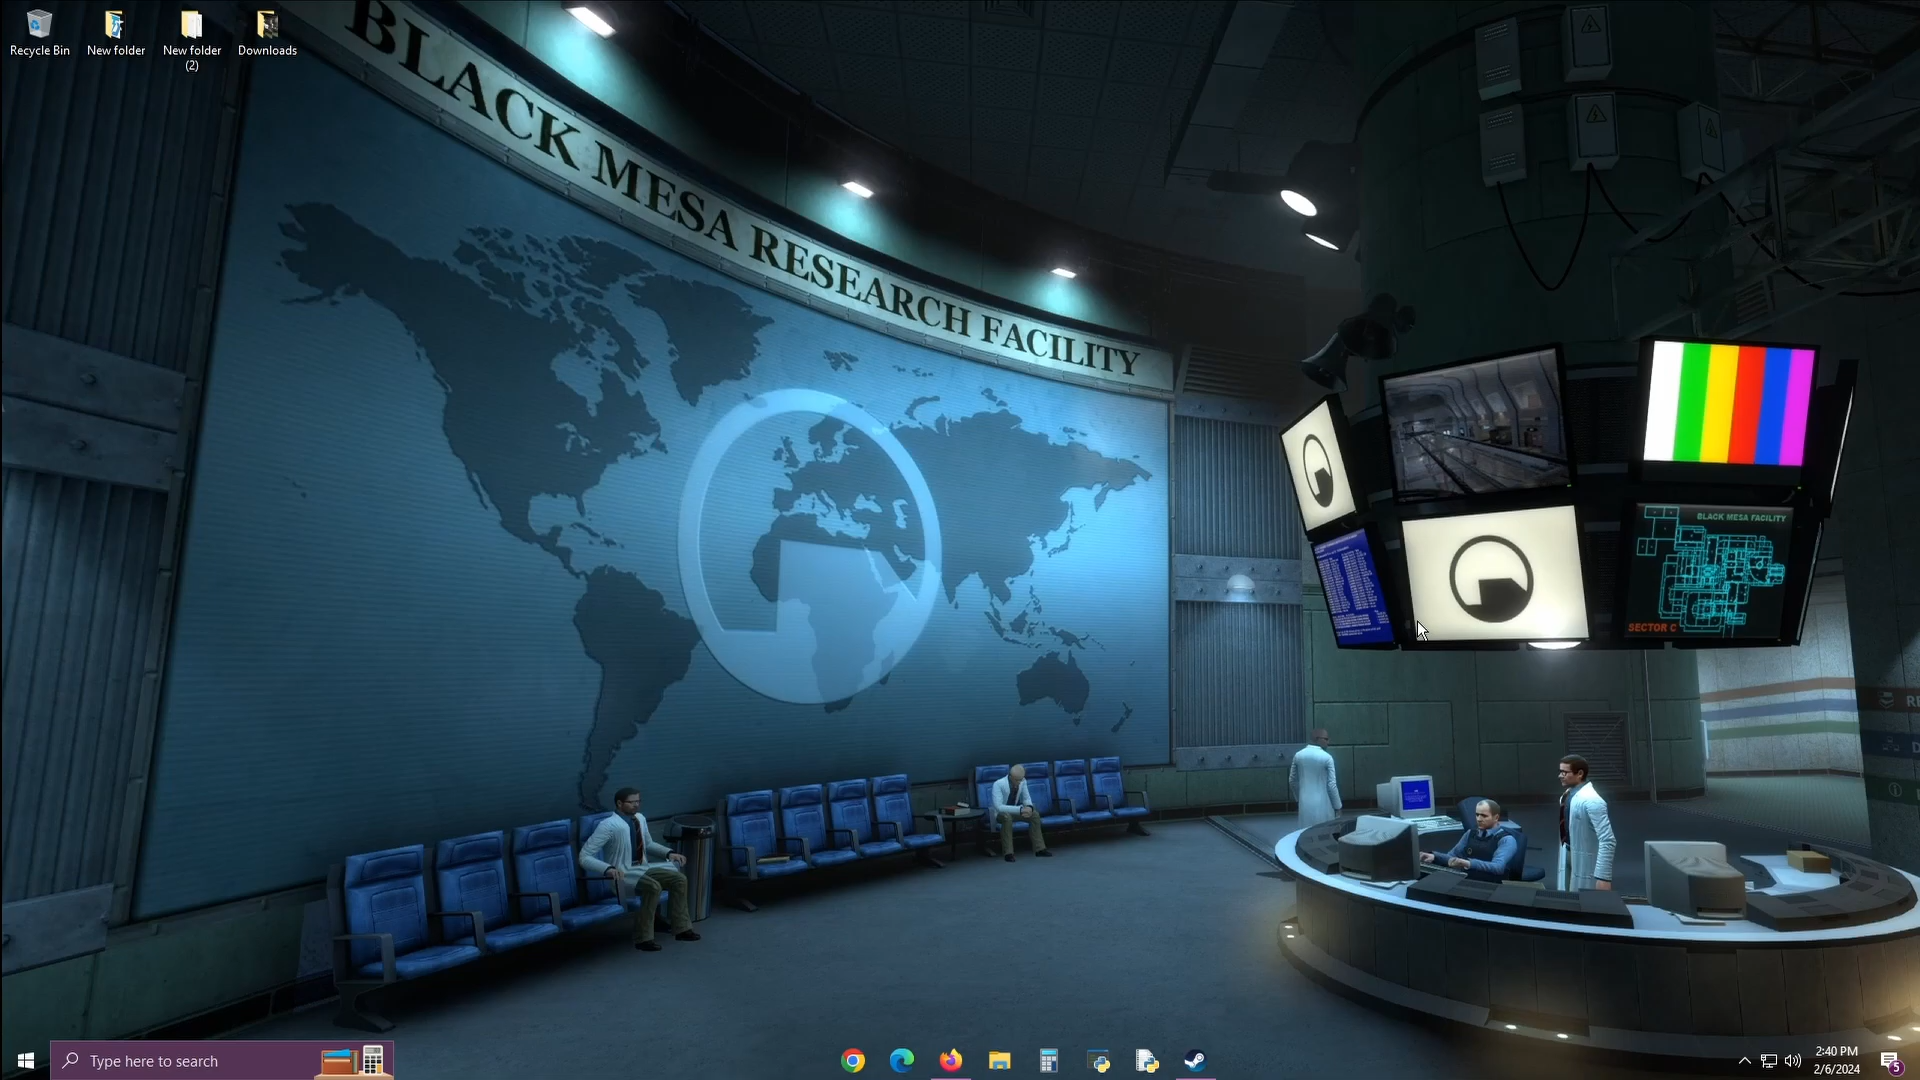 Recycle Bin
New folder
New folder
(2)
Downloads
BLACK MESA RESEARCH FACILITY
BLACK MESA FACILITY
SECTOR C
Type here to search
2:40 PM
2/6/2024
5